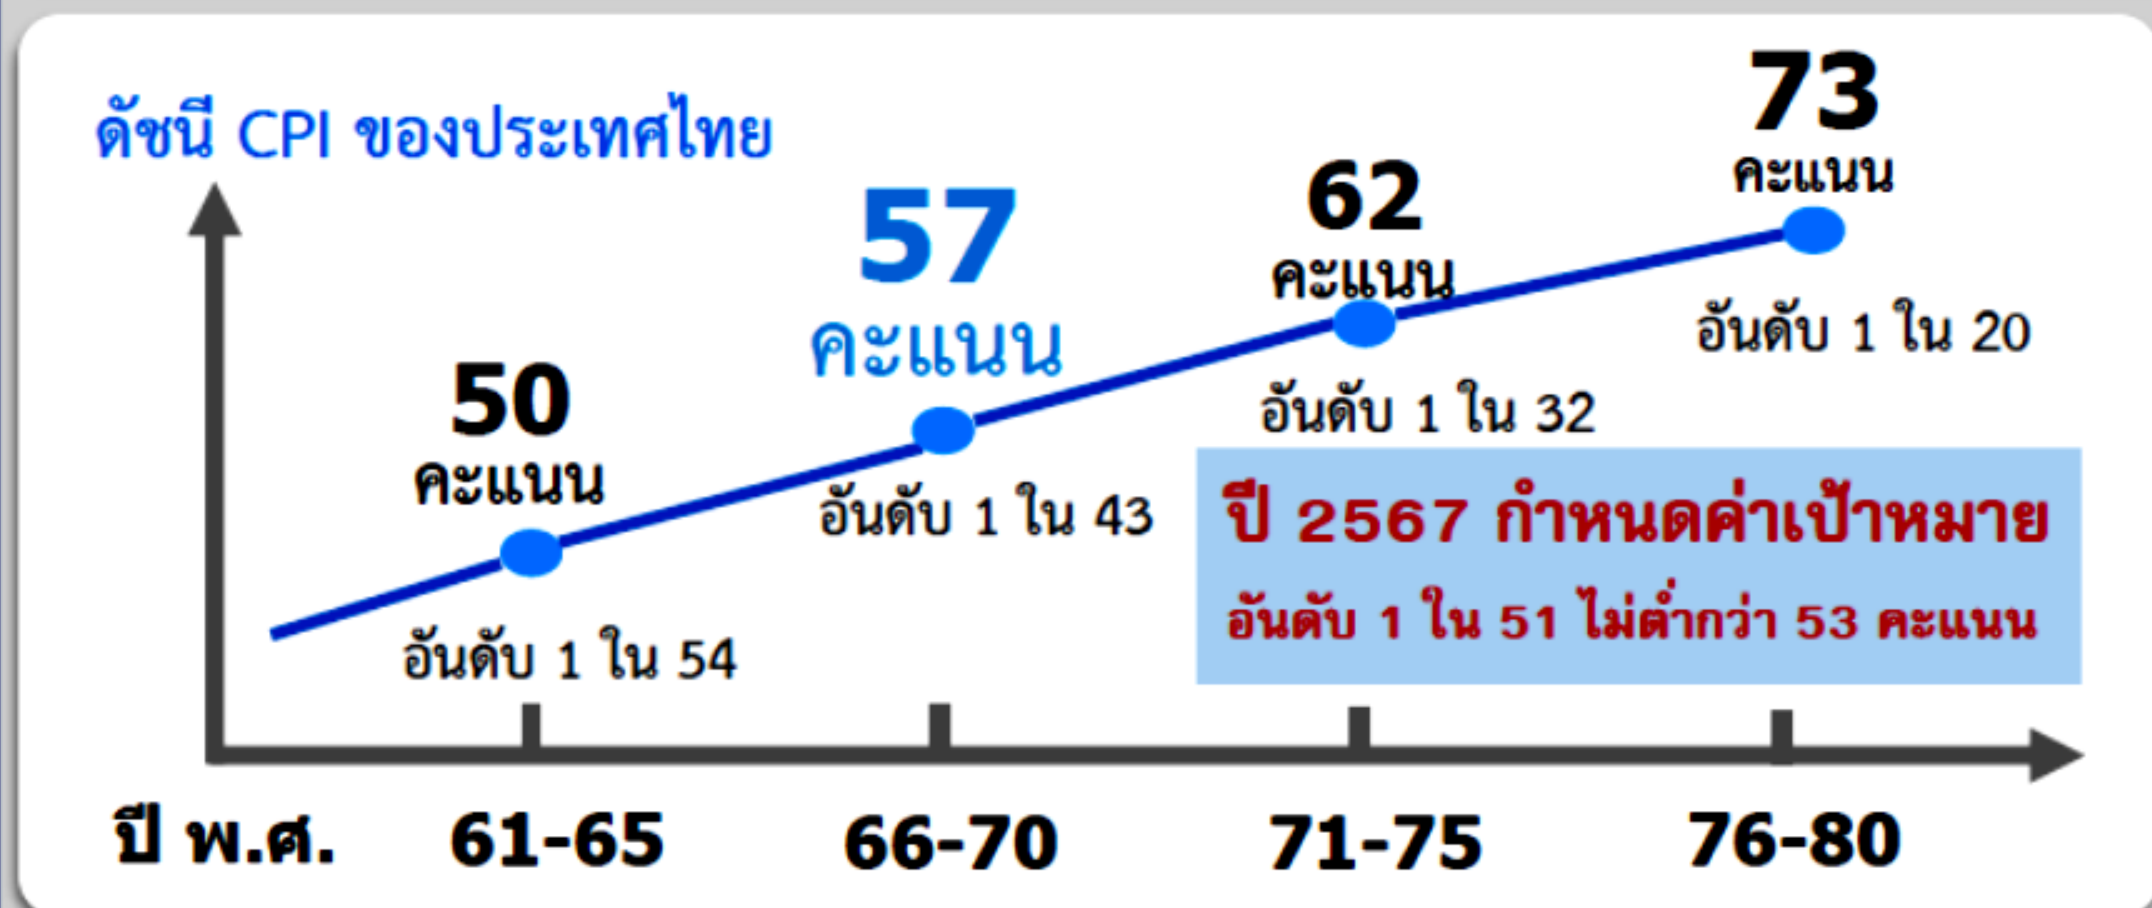 ดัชนี CPI ของประเทศไทย
73
คะแนน
62
คะแนน
57
คะแนน
50
คะแนน
อันดับ 1 ใน 20
อันดับ 1 ใน 32
อันดับ 1 ใน 43
อันดับ 1 ใน 54
ปี 2567 กำหนดค่าเป้าหมาย
อันดับ 1 ใน 51 ไม่ต่ำกว่า 53 คะแนน
ปี พ.ศ. 61-65 66-70 71-75 76-80